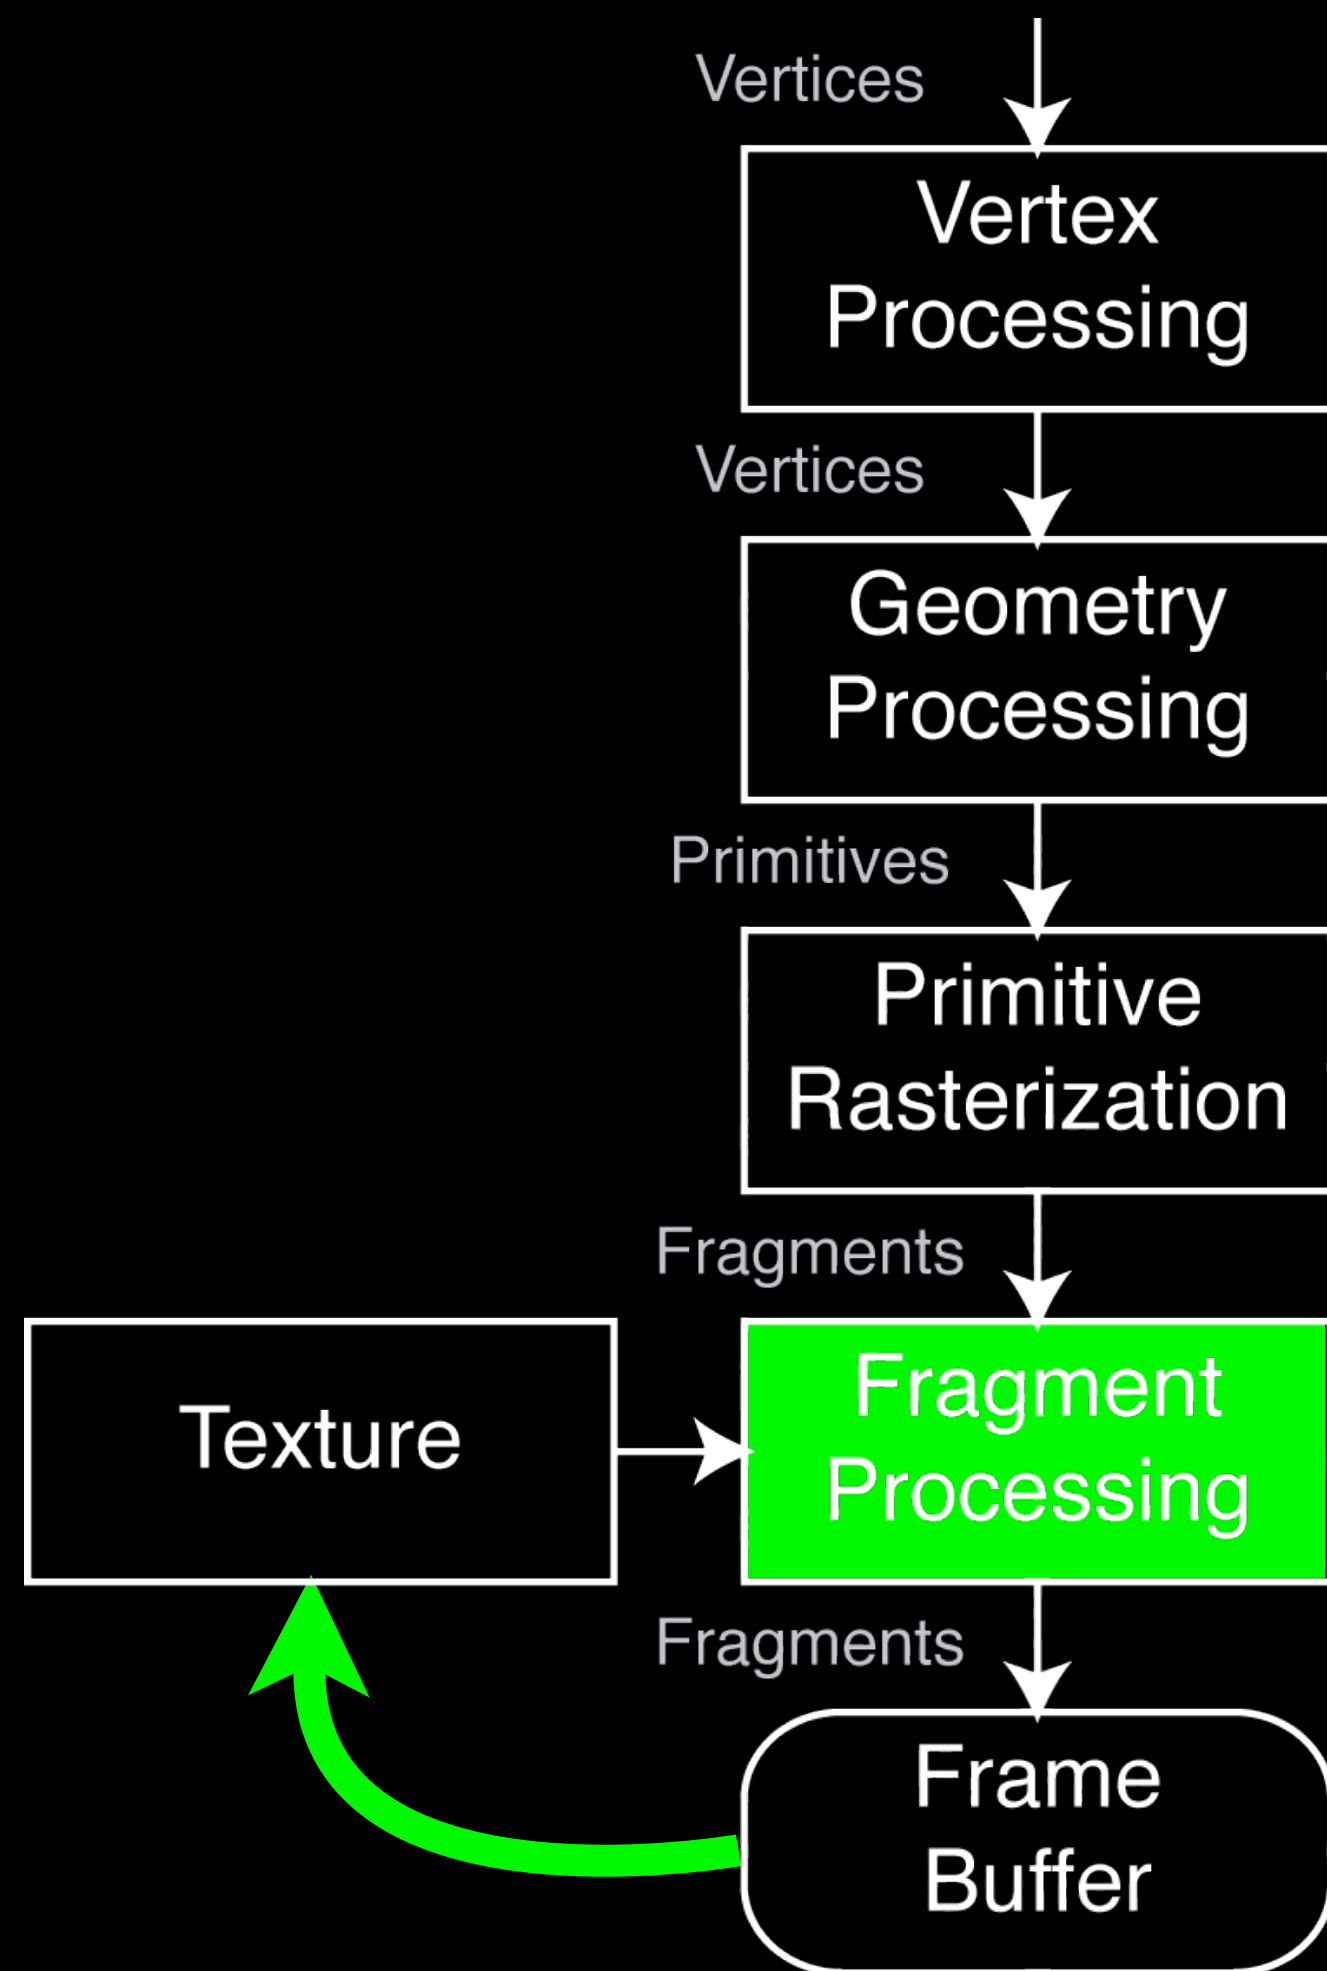 Vertices
Vertex
Processing
Vertices
Geometry
Processing
Primitives
Primitive
Rasterization
Fragments
Texture
Fragment
Processing
Fragments
Frame
Buffer